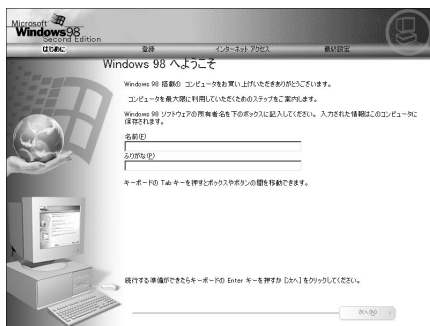 Microsoft
Windows98
Second Edition
はじめに 登録 インターネット アクセス 最終設定
Windows 98 へようこそ
Windows 98 搭載の コンピュータをお買い上げいただきありがとうございます。
コンピュータを最大限に利用していただくためのステップをご案内します。
Windows 98 ソフトウェアの所有者名を下のボックスに記入してください。 入力された情報はこのコンピュータに
保存されます。
名前(F)
ふりがな(P)
キーボードの Tab キーを押すとボックスやボタンの間を移動できます。
続行する準備ができたらキーボードの Enter キーを押すか [次へ] をクリックしてください。
次へ(N)